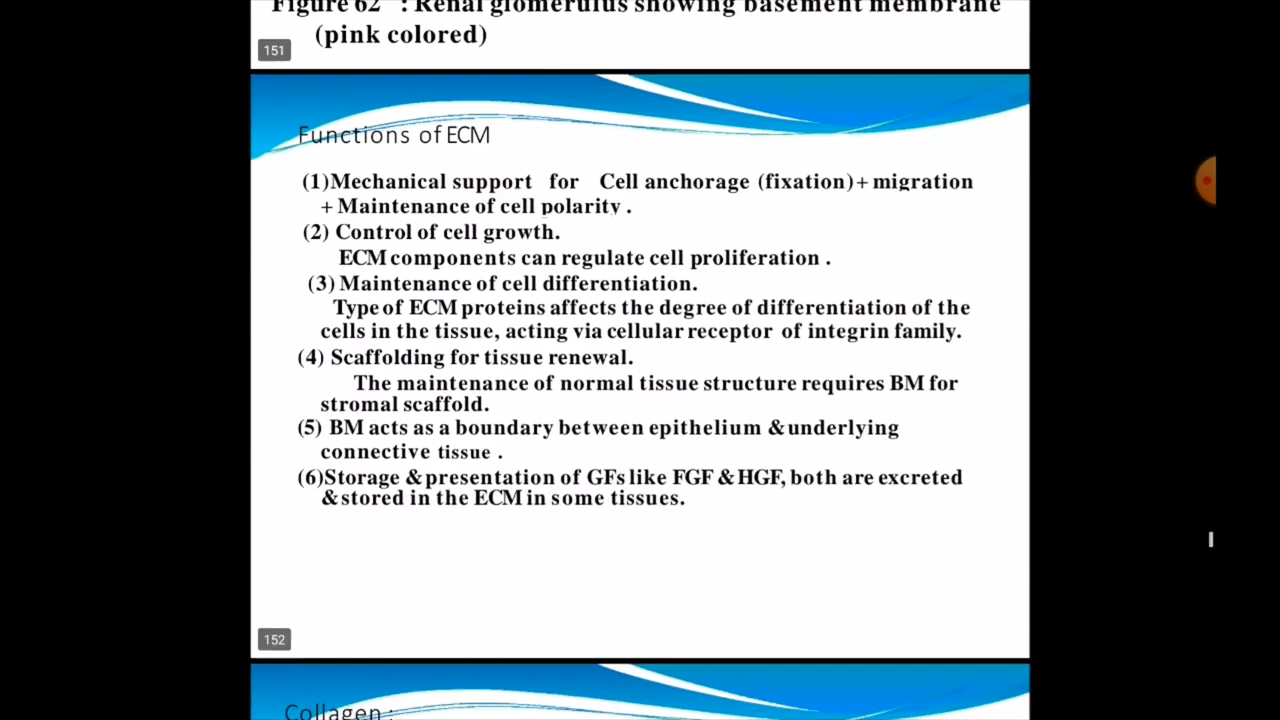 Figure 62 : Renal glomerulus showing basement membrane
(pink colored)
151
Functions of ECM
(1)Mechanical support for Cell anchorage (fixation)+ migration
+ Maintenance of cell polarity .
(2) Control of cell growth.
ECM components can regulate cell proliferation .
(3) Maintenance of cell differentiation.
Type of ECM proteins affects the degree of differentiation of the
cells in the tissue, acting via cellular receptor of integrin family.
(4) Scaffolding for tissue renewal.
The maintenance of normal tissue structure requires BM for
stromal scaffold.
(5) BM acts as a boundary between epithelium & underlying
connective tissue .
(6)Storage & presentation of GFs like FGF & HGF, both are excreted
& stored in the ECM in some tissues.
152
Collagen :